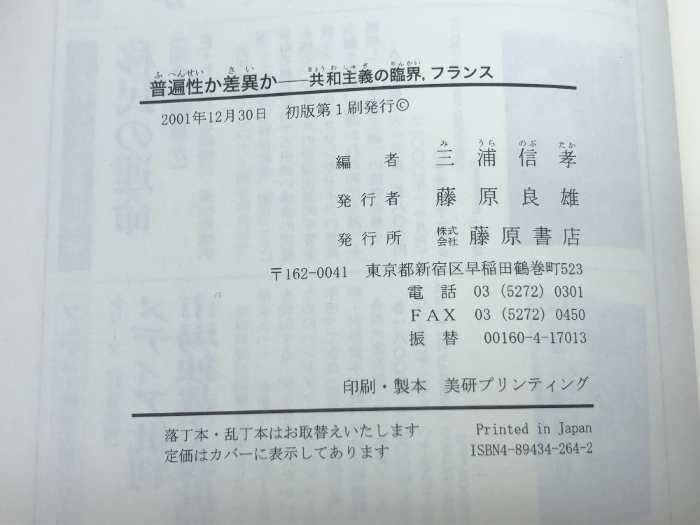 普遍性か差異か——共和主義の臨界, フランス
2001年12月30日 初版第1刷発行©
編者 三浦信孝
発行者 藤原良雄
発行所 株式会社 藤原書店
〒162-0041 東京都新宿区早稲田鶴巻町523
電話 03 (5272) 0301
FAX 03 (5272) 0450
振替 00160-4-17013
印刷・製本 美研プリンティング
落丁本・乱丁本はお取替えいたします Printed in Japan
定価はカバーに表示してあります ISBN4-89434-264-2